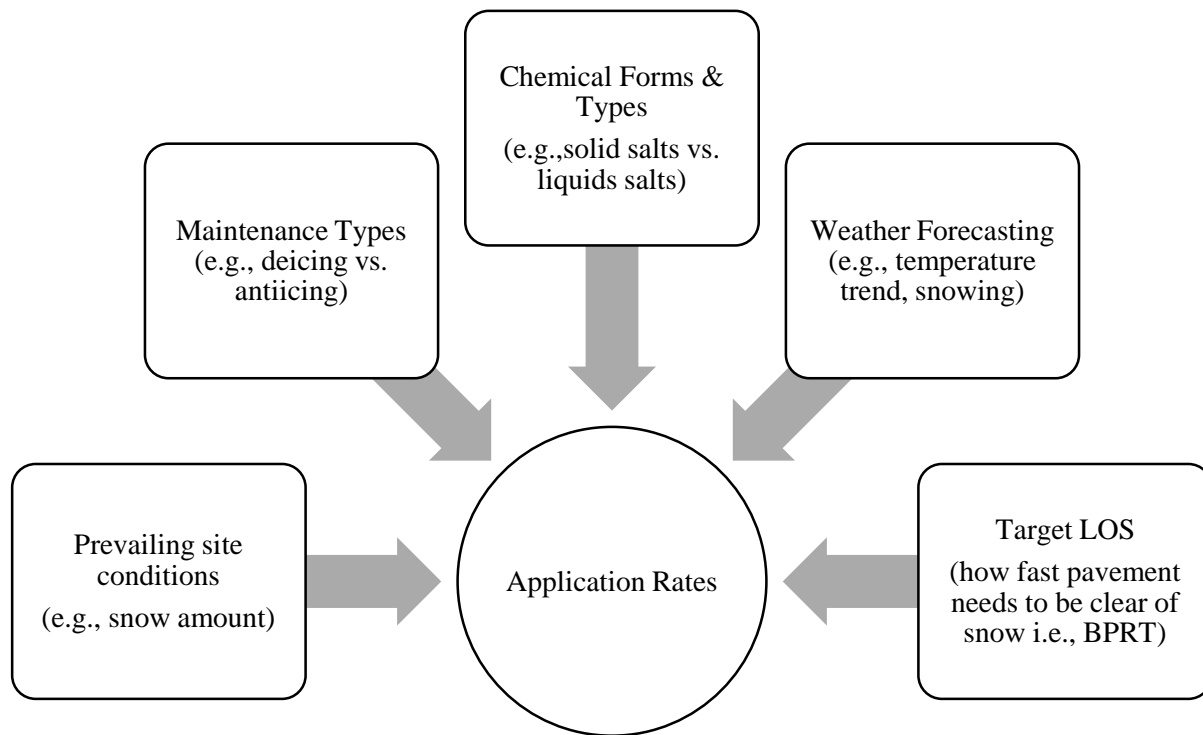 Chemical Forms &
Types
(e.g.,solid salts vs.
liquids salts)
Maintenance Types
(e.g., deicing vs.
antiicing)
Weather Forecasting
(e.g., temperature
trend, snowing)
Prevailing site
conditions
(e.g., snow amount)
Application Rates
Target LOS
(how fast pavement
needs to be clear of
snow i.e., BPRT)